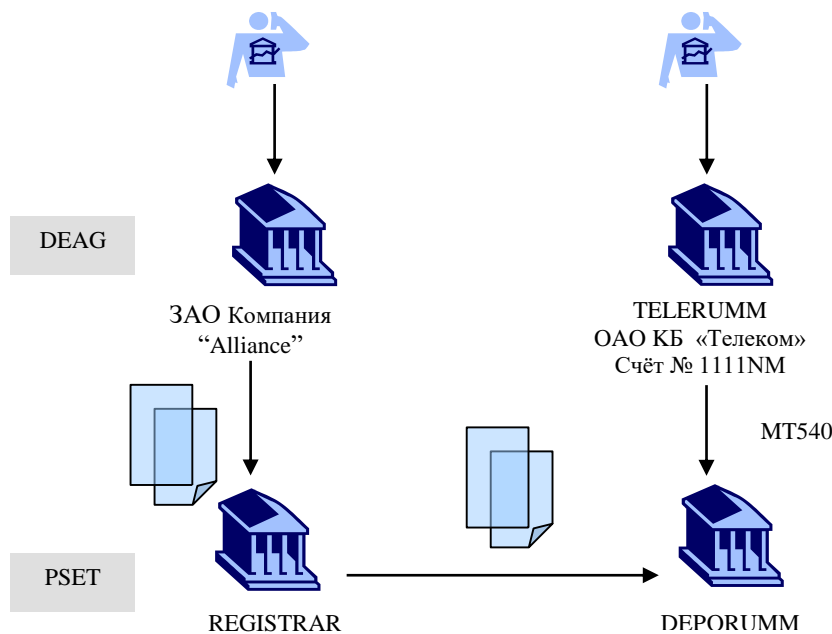 DEAG
ЗАО Компания
“Alliance”
TELERUMM
ОАО КБ «Телеком»
Счёт № 1111NM
MT540
PSET
REGISTRAR
DEPORUMM